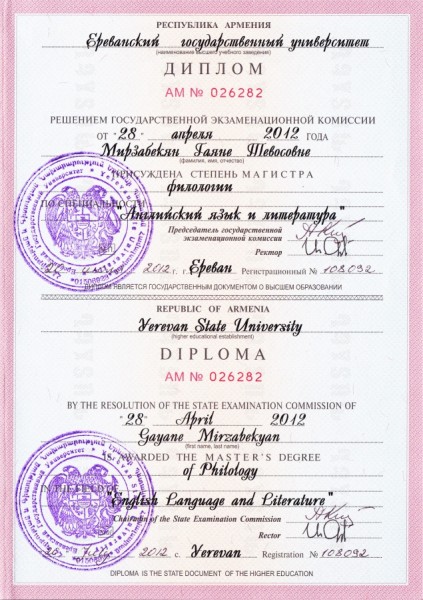 РЕСПУБЛИКА АРМЕНИЯ
Ереванский государственный университет
(наименование высшего учебного заведения)
ДИПЛОМ
АМ № 026282
РЕШЕНИЕМ ГОСУДАРСТВЕННОЙ ЭКЗАМЕНАЦИОННОЙ КОМИССИИ
ОТ "28" апреля 2012 ГОДА
Мирзабекян Гаяне Тевосовне
(фамилия, имя, отчество)
ПРИСУЖДЕНА СТЕПЕНЬ МАГИСТРА
филологии
ПО СПЕЦИАЛЬНОСТИ
"Английский язык и литература"
Председатель государственной
экзаменационной комиссии
Ректор
2012 г. г. Ереван Регистрационный № 108092
ДИПЛОМ ЯВЛЯЕТСЯ ГОСУДАРСТВЕННЫМ ДОКУМЕНТОМ О ВЫСШЕМ ОБРАЗОВАНИИ
REPUBLIC OF ARMENIA
Yerevan State University
(higher educational establishment)
DIPLOMA
AM № 026282
BY THE RESOLUTION OF THE STATE EXAMINATION COMMISSION OF
"28" April 2012
Gayane Mirzabekyan
(first name, last name)
IS AWARDED THE MASTER'S DEGREE
of Philology
"English Language and Literature"
Chairman of the State Examination Commission
Rector
2012 c. Yerevan Registration № 108092
DIPLOMA IS THE STATE DOCUMENT OF THE HIGHER EDUCATION